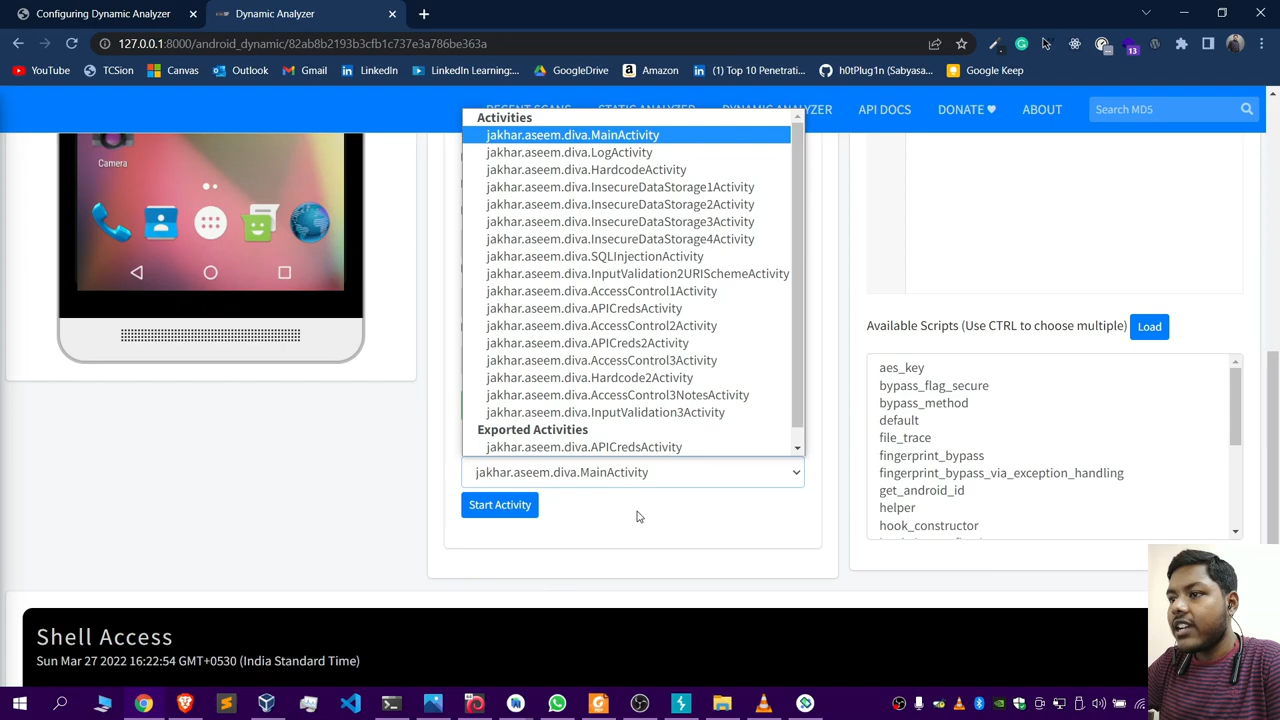 Configuring Dynamic Analyzer
Dynamic Analyzer
127.0.0.1:8000/android_dynamic/82ab8b2193b3cfb1c737e3a786be363a
13
YouTube
TCSion
Canvas
Outlook
Gmail
LinkedIn
LinkedIn Learning:...
GoogleDrive
Amazon
(1) Top 10 Penetrati...
h0tPlug1n (Sabyasa...
Google Keep
RECENT SCANS
STATIC ANALYZER
DYNAMIC ANALYZER
API DOCS
DONATE ♥
ABOUT
Search MD5
Camera
Activities
jakhar.aseem.diva.MainActivity
jakhar.aseem.diva.LogActivity
jakhar.aseem.diva.HardcodeActivity
jakhar.aseem.diva.InsecureDataStorage1Activity
jakhar.aseem.diva.InsecureDataStorage2Activity
jakhar.aseem.diva.InsecureDataStorage3Activity
jakhar.aseem.diva.InsecureDataStorage4Activity
jakhar.aseem.diva.SQLInjectionActivity
jakhar.aseem.diva.InputValidation2URISchemeActivity
jakhar.aseem.diva.AccessControl1Activity
jakhar.aseem.diva.APICredsActivity
jakhar.aseem.diva.AccessControl2Activity
jakhar.aseem.diva.APICreds2Activity
jakhar.aseem.diva.AccessControl3Activity
jakhar.aseem.diva.Hardcode2Activity
jakhar.aseem.diva.AccessControl3NotesActivity
jakhar.aseem.diva.InputValidation3Activity
Exported Activities
jakhar.aseem.diva.APICredsActivity
jakhar.aseem.diva.MainActivity
Start Activity
Available Scripts (Use CTRL to choose multiple)
Load
aes_key
bypass_flag_secure
bypass_method
default
file_trace
fingerprint_bypass
fingerprint_bypass_via_exception_handling
get_android_id
helper
hook_constructor
Shell Access
Sun Mar 27 2022 16:22:54 GMT+0530 (India Standard Time)